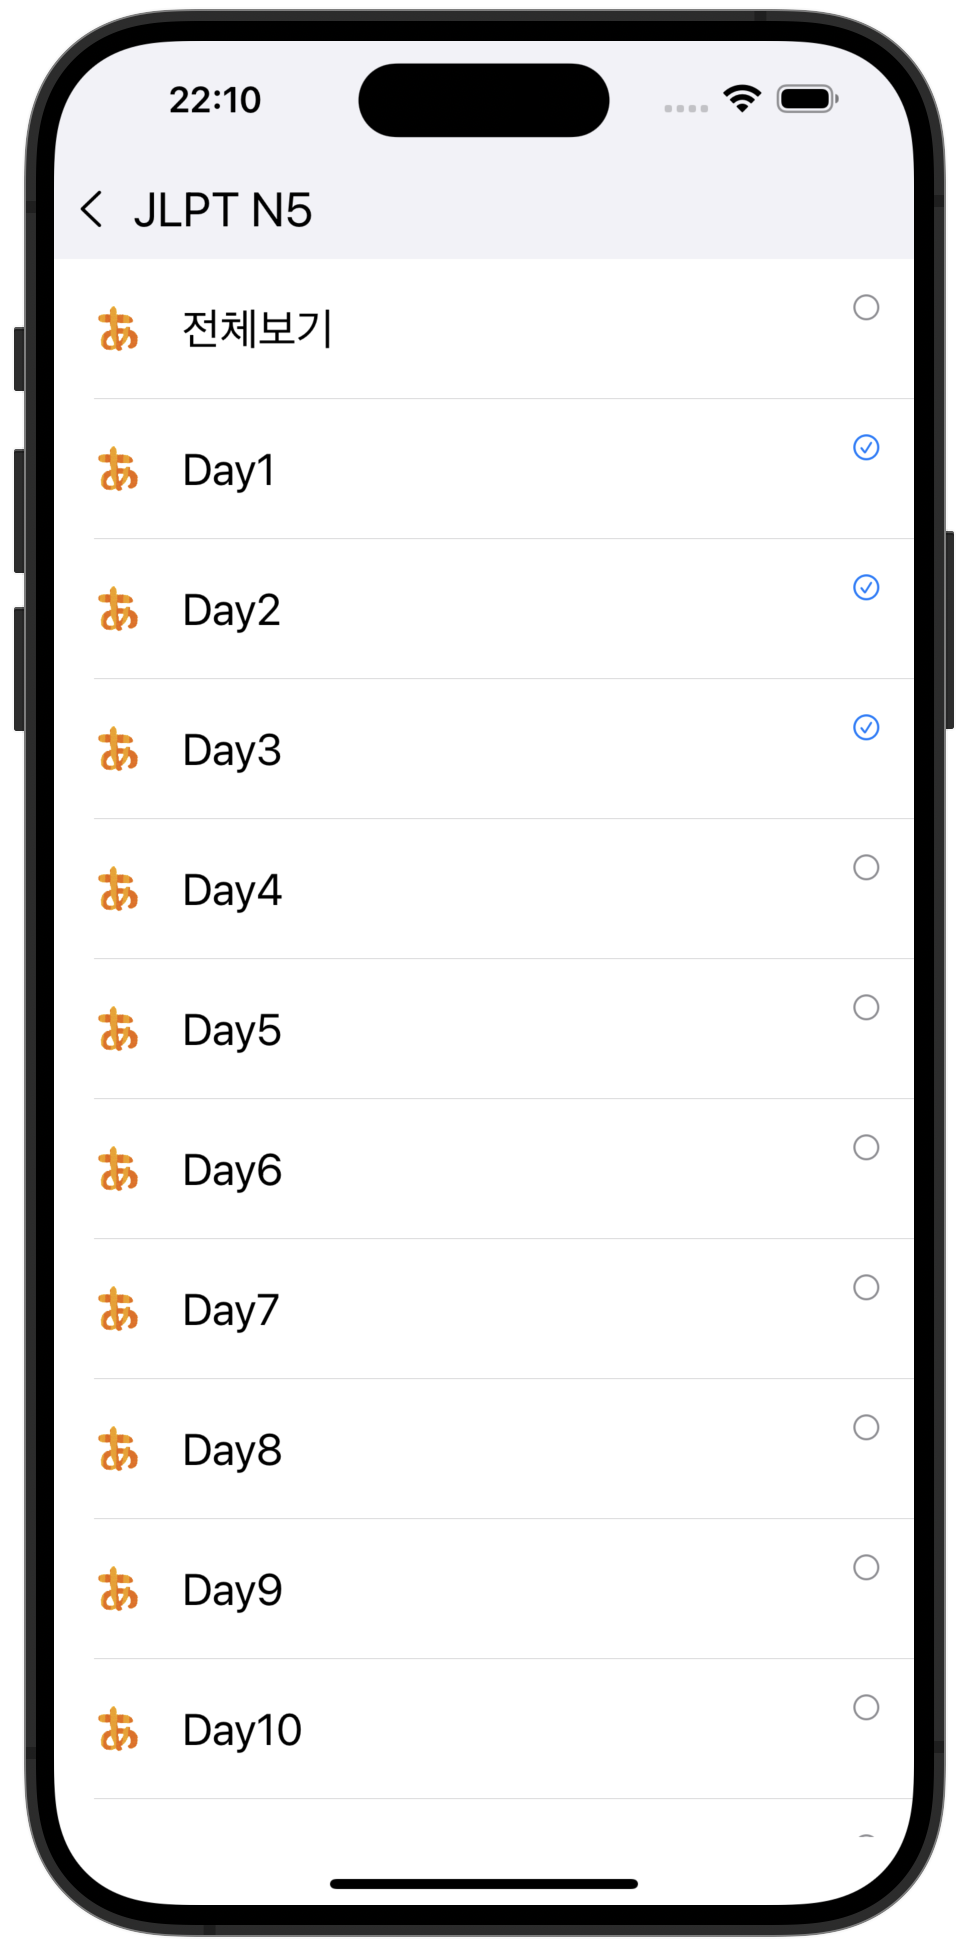 22:10
JLPT N5
あ 전체보기
あ Day1
あ Day2
あ Day3
あ Day4
あ Day5
あ Day6
あ Day7
あ Day8
あ Day9
あ Day10